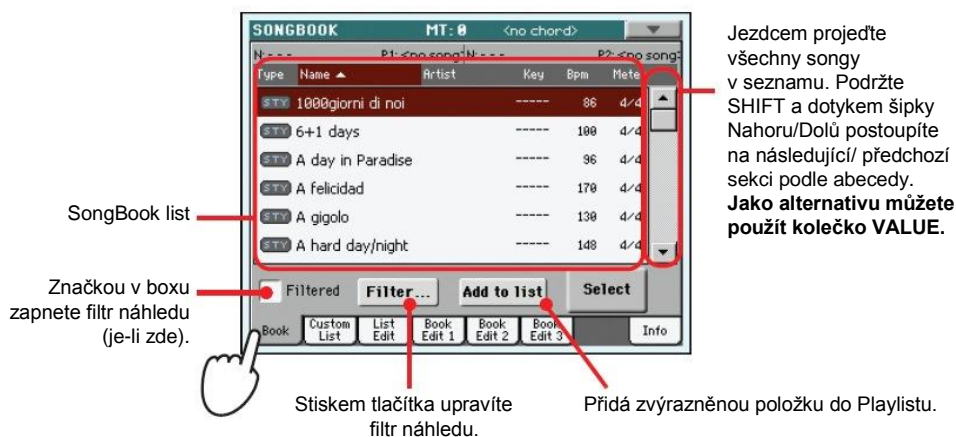 SONGBOOK MT: 0 <no chord>
N: - - - P1: <no song N: - - - P2: <no song
Type Name Artist Key Bpm Mete
STY 1000giorni di noi ----- 86 4/4
STY 6+1 days ----- 100 4/4
STY A day in Paradise ----- 96 4/4
STY A felicidad ----- 170 4/4
STY A gigolo ----- 130 4/4
STY A hard day/night ----- 148 4/4
Filtered Filter... Add to list Select
Book Custom List List Edit Book Edit 1 Book Edit 2 Book Edit 3 Info
Jezdcem projeďte
všechny songy
v seznamu. Podržte
SHIFT a dotykem šipky
Nahoru/Dolů postoupíte
na následující/ předchozí
sekci podle abecedy.
Jako alternativu můžete
použít kolečko VALUE.
SongBook list
Značkou v boxu
zapnete filtr náhledu
(je-li zde).
Stiskem tlačítka upravíte
filtr náhledu.
Přidá zvýrazněnou položku do Playlistu.